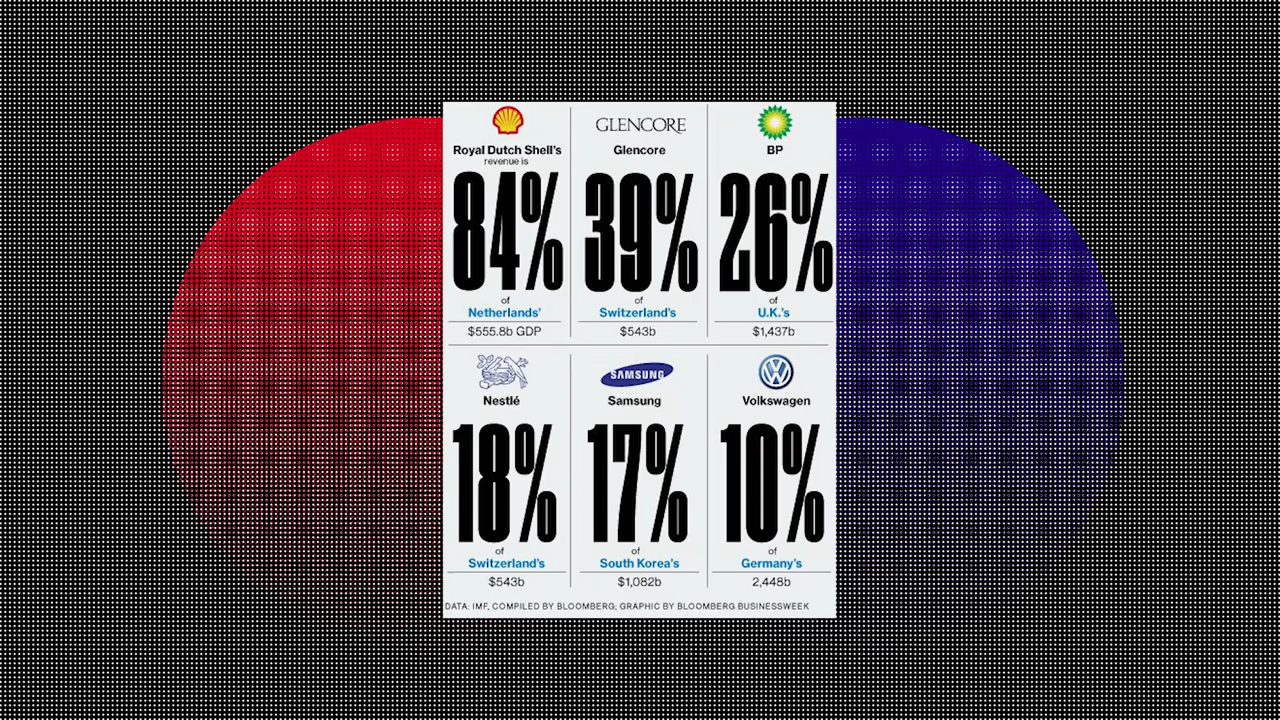 GLENCORE
Royal Dutch Shell's
revenue is
84%
of
Netherlands'
$555.8b GDP
Glencore
39%
of
Switzerland's
$543b
BP
26%
of
U.K.'s
$1,437b
Nestlé
18%
of
Switzerland's
$543b
SAMSUNG
Samsung
17%
of
South Korea's
$1,082b
Volkswagen
10%
of
Germany's
2,448b
DATA: IMF, COMPILED BY BLOOMBERG; GRAPHIC BY BLOOMBERG BUSINESSWEEK